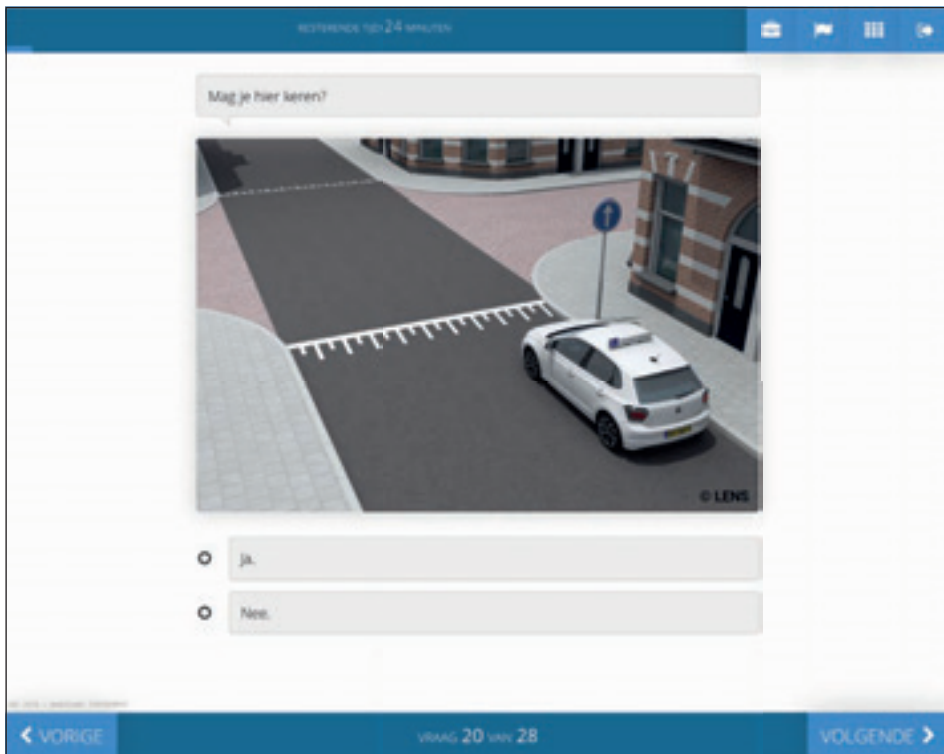 RESTERENDE TIJD 24 MINUTEN
Mag je hier keren?
© LENS
Ja.
Nee.
VORIGE
VRAAG 20 VAN 28
VOLGENDE